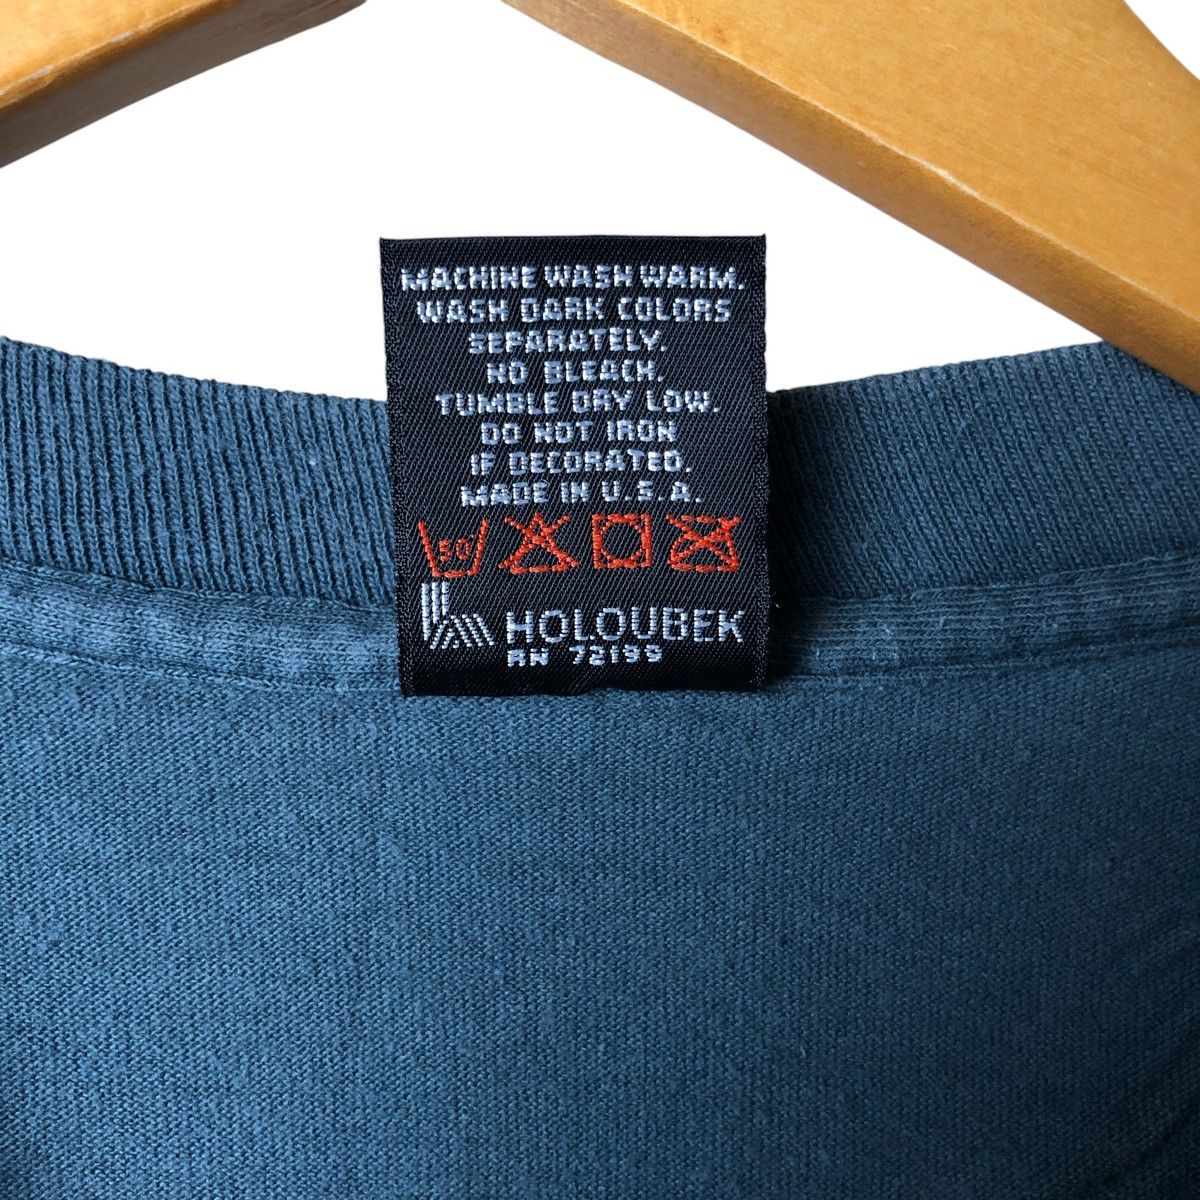 MACHINE WASH WARM.
WASH DARK COLORS
SEPARATELY.
NO BLEACH.
TUMBLE DRY LOW.
DO NOT IRON
IF DECORATED.
MADE IN U.S.A.
50
HOLOUBEK
RN 72199